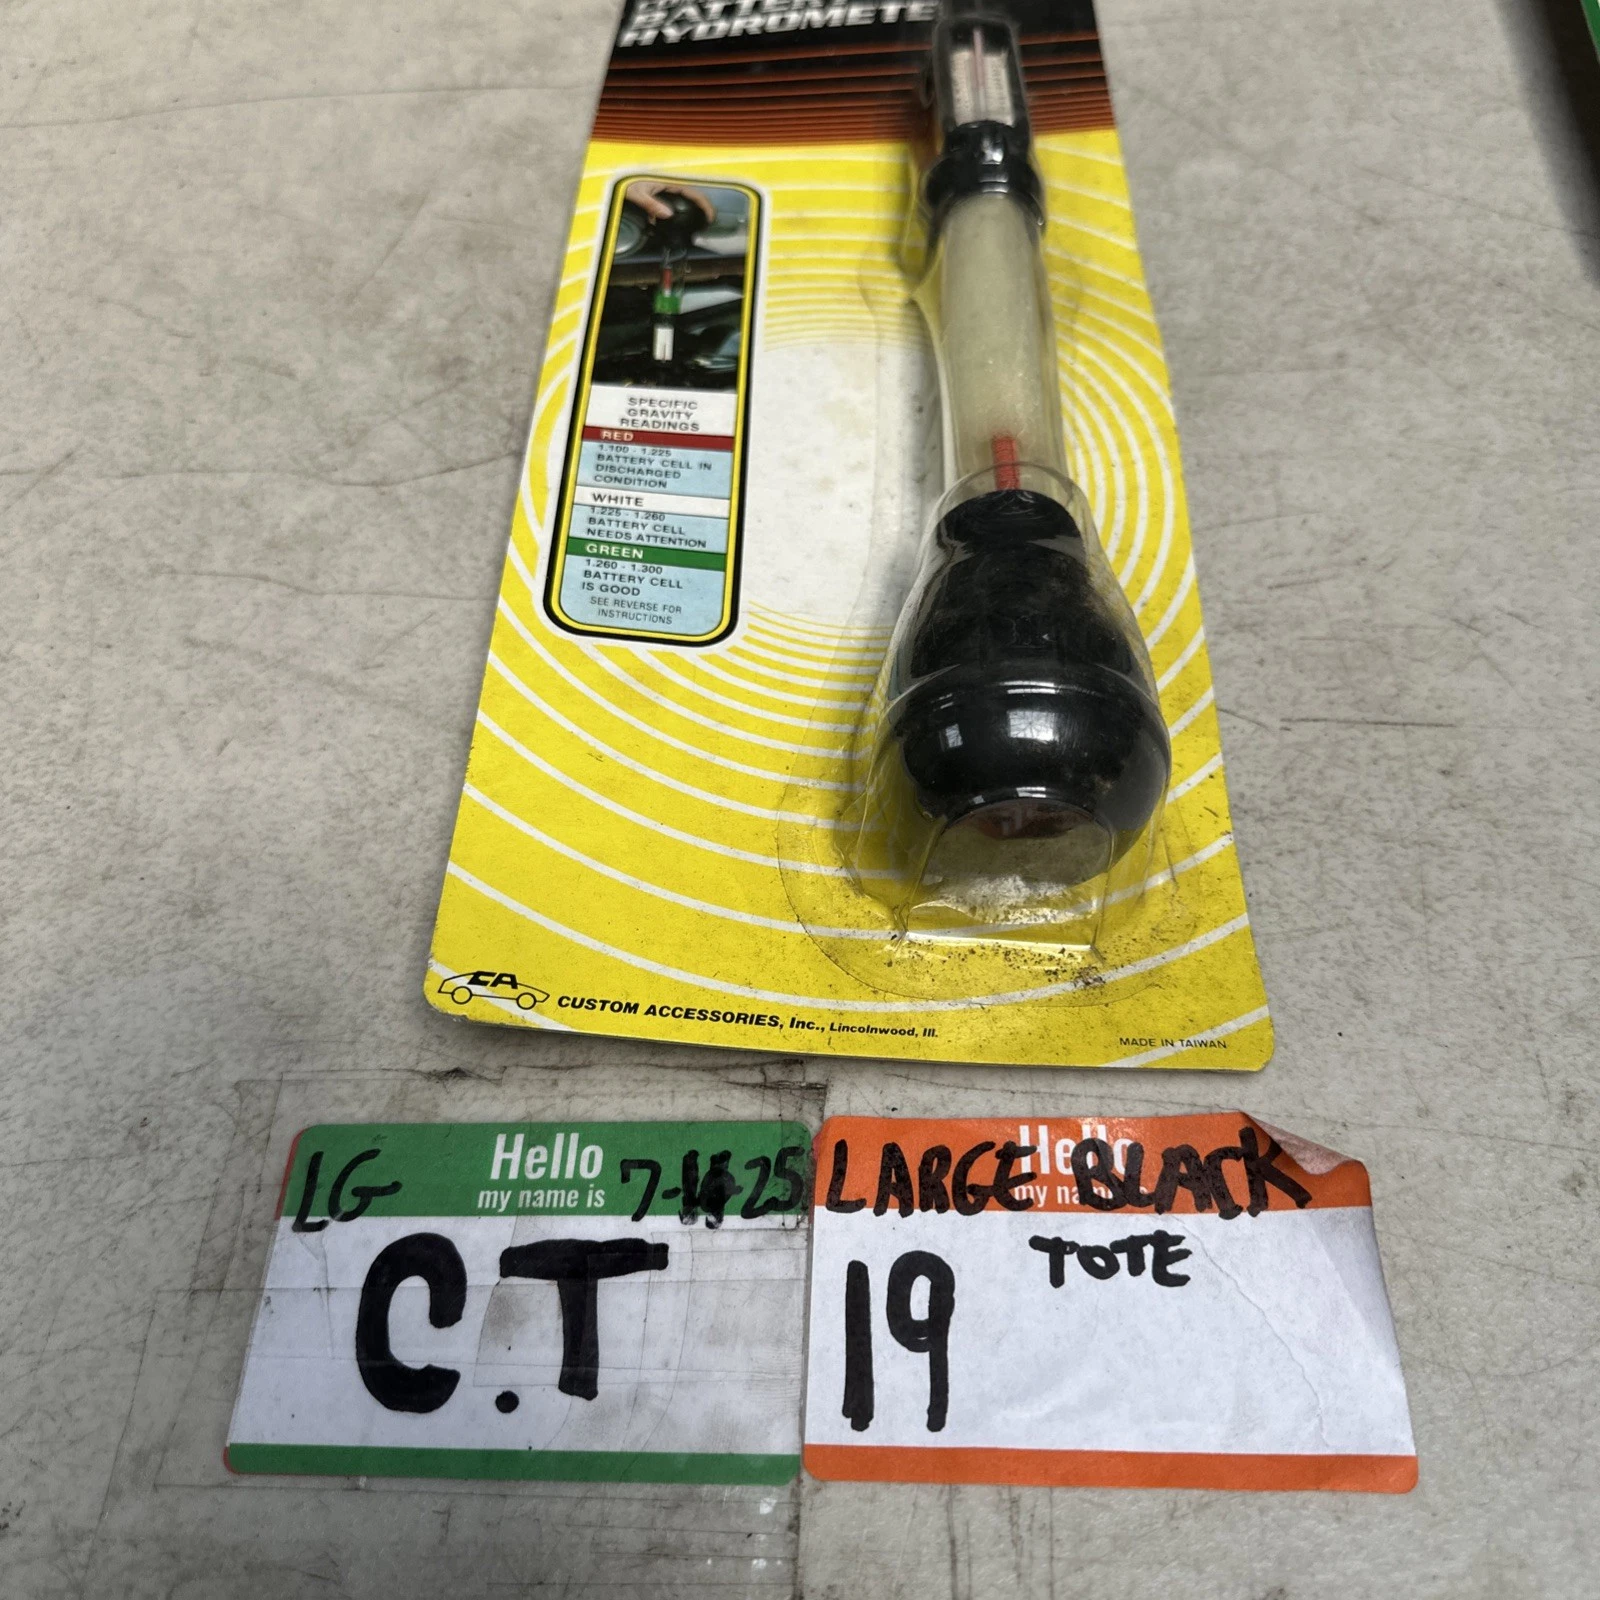 BATTERY
HYDROMETE
SPECIFIC
GRAVITY
READINGS
RED
1.100 - 1.225
BATTERY CELL IN
DISCHARGED
CONDITION
WHITE
1.225 - 1.260
BATTERY CELL
NEEDS ATTENTION
GREEN
1.260 - 1.300
BATTERY CELL
IS GOOD
SEE REVERSE FOR
INSTRUCTIONS
CA
CUSTOM ACCESSORIES, Inc., Lincolnwood, Ill.
MADE IN TAIWAN
Hello
my name is
LG
C.T
Hello
my name is
LARGE BLACK
TOTE
19